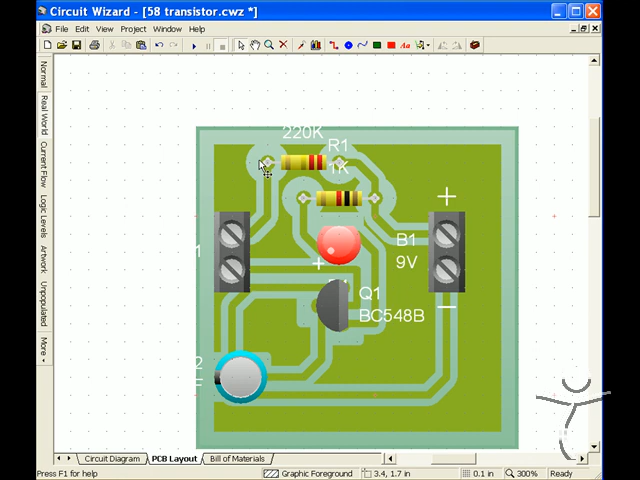 Circuit Wizard - [58 transistor.cwz *]
File Edit View Project Window Help
Normal
Real World
Current Flow
Logic Levels
Artwork
Unpopulated
More
220K
R1
1K
+
1
B1
9V
+
Q1
BC548B
2
F
Circuit Diagram PCB Layout Bill of Materials
Press F1 for help Graphic Foreground 3.4, 1.7 in 0.1 in 300% Ready